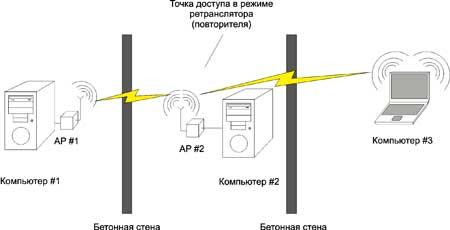 Точка доступа в режиме
ретранслятора
(повторителя)
AP #1
AP #2
Компьютер #3
Компьютер #1
Компьютер #2
Бетонная стена
Бетонная стена